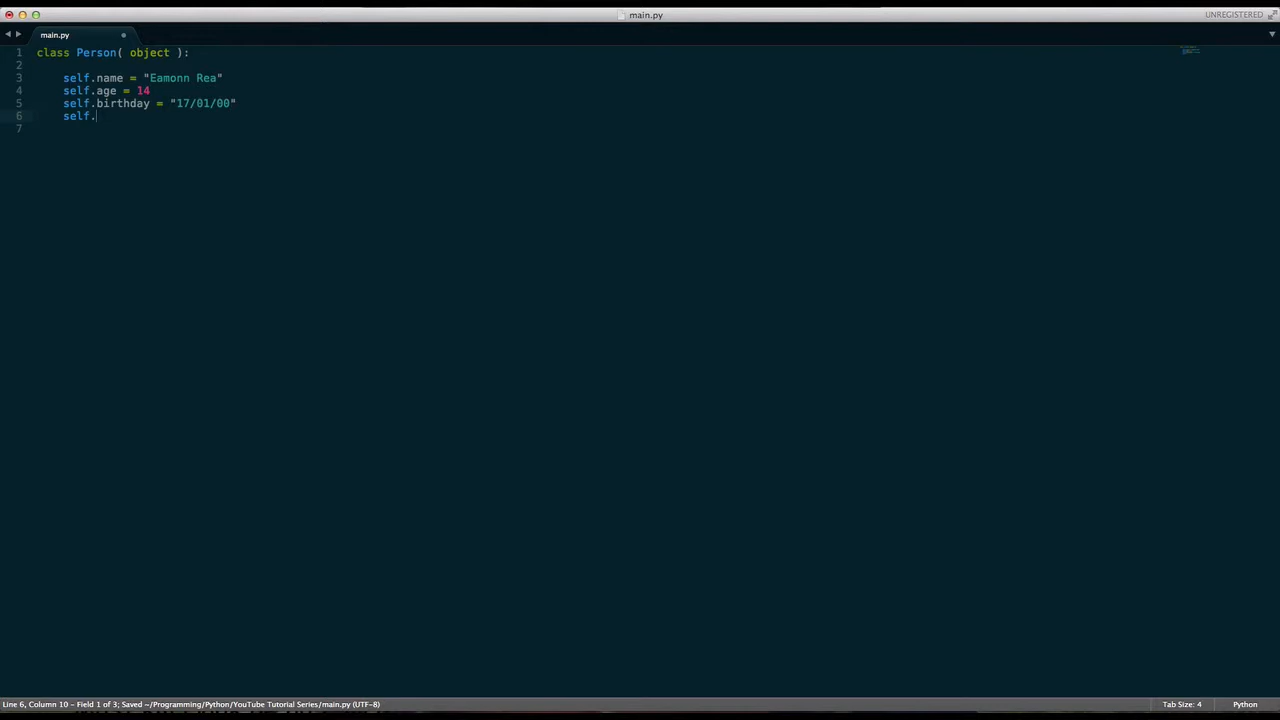 main.py
UNREGISTERED
main.py
1 class Person( object ):
2
3 self.name = "Eamonn Rea"
4 self.age = 14
5 self.birthday = "17/01/00"
6 self.
7
Line 6, Column 10 – Field 1 of 3; Saved ~/Programming/Python/YouTube Tutorial Series/main.py (UTF-8)
Tab Size: 4
Python